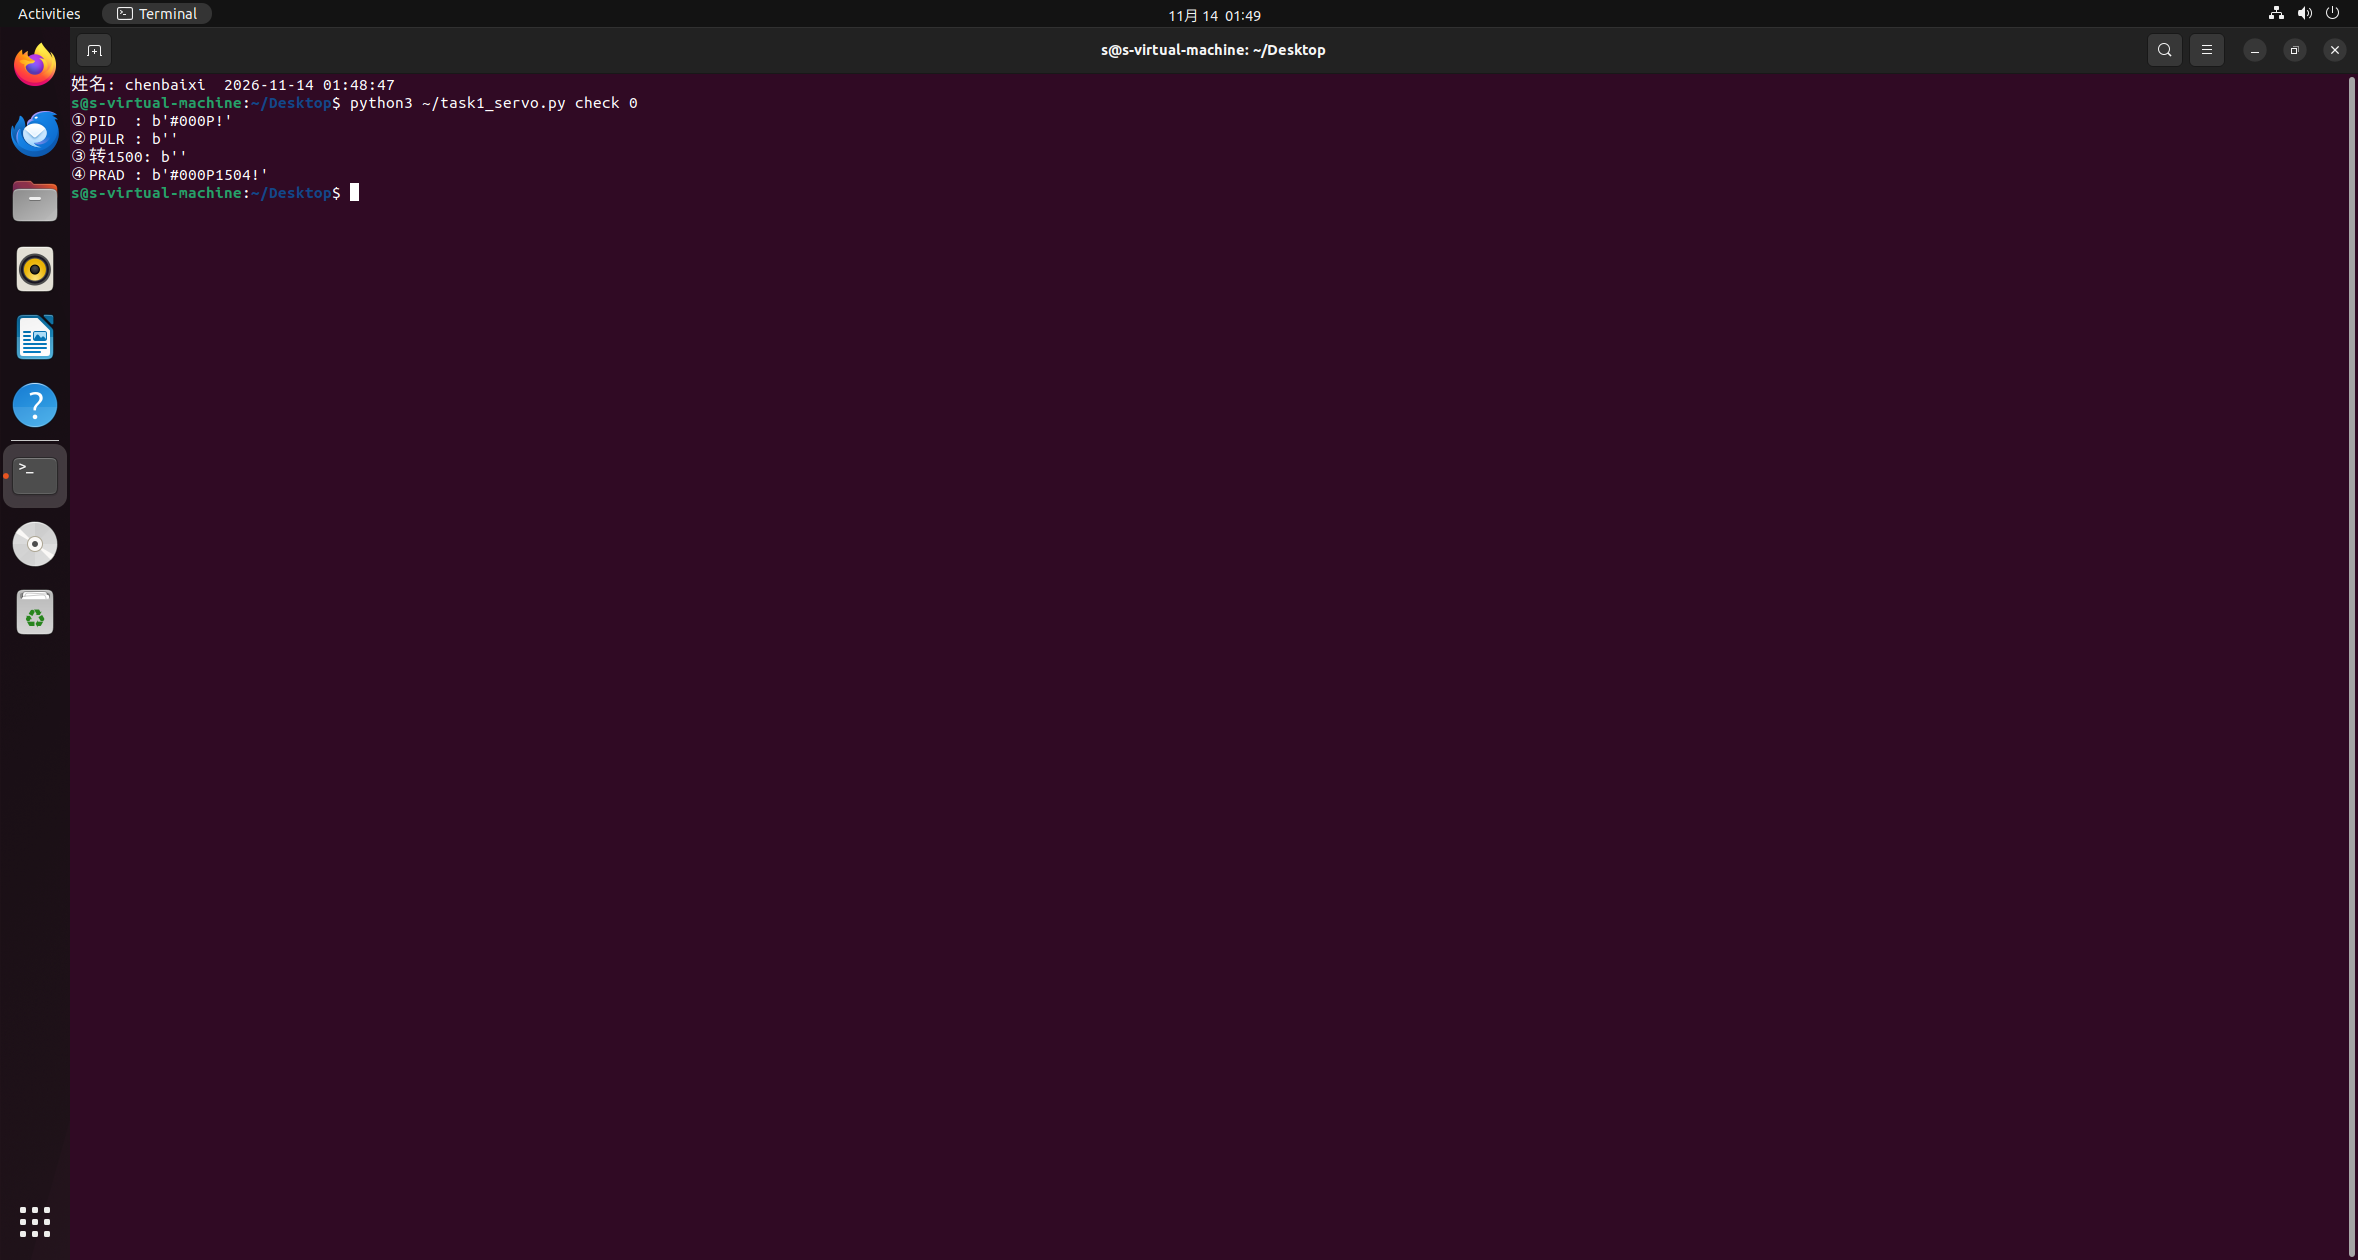 Activities
Terminal
11月 14 01:49
s@s-virtual-machine: ~/Desktop
姓名: chenbaixi  2026-11-14 01:48:47
s@s-virtual-machine:~/Desktop$ python3 ~/task1_servo.py check 0
①PID  : b'#000P!'
②PULR : b''
③转1500: b''
④PRAD : b'#000P1504!'
s@s-virtual-machine:~/Desktop$